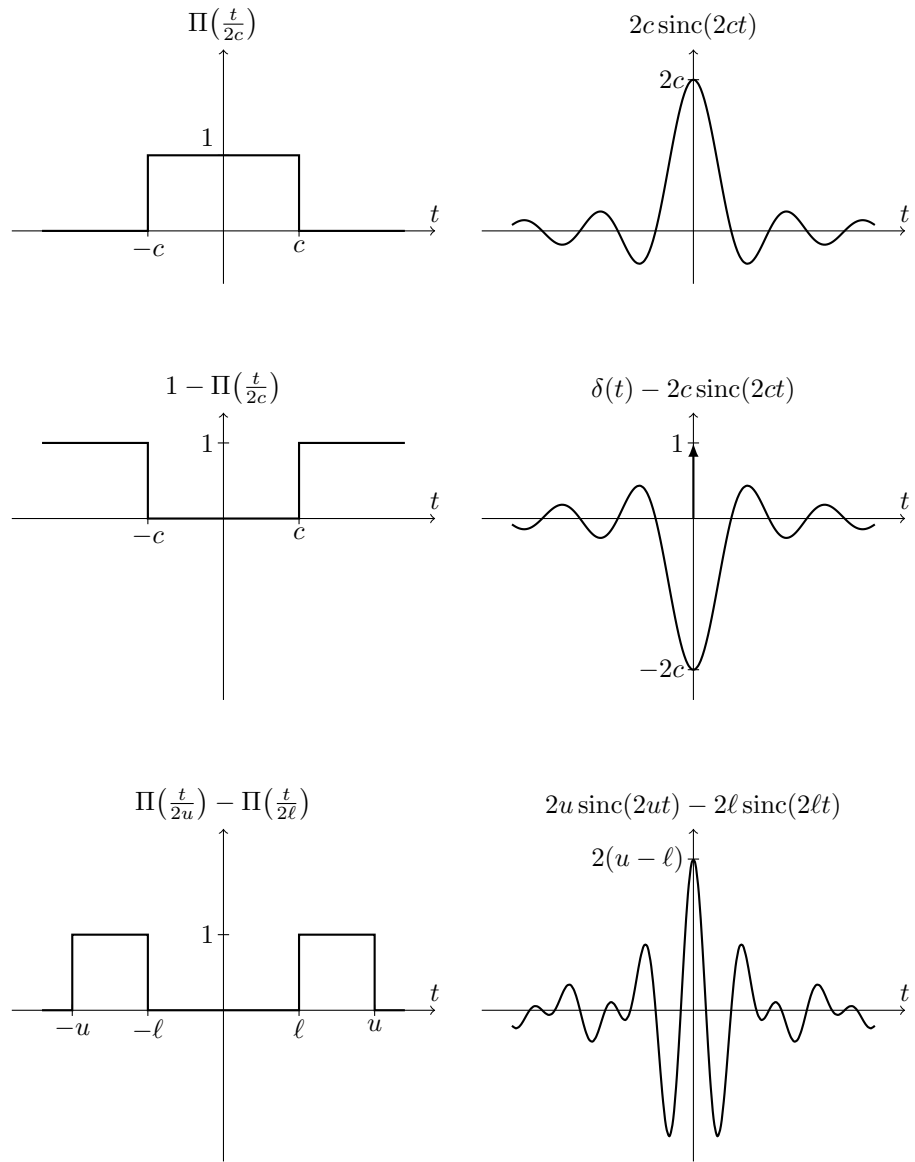 Π(t/2c)
1
t
−c
c
2c sinc(2ct)
2c
t
1 − Π(t/2c)
1
t
−c
c
δ(t) − 2c sinc(2ct)
1
t
−2c
Π(t/2u) − Π(t/2ℓ)
1
t
−u
−ℓ
ℓ
u
2u sinc(2ut) − 2ℓ sinc(2ℓt)
2(u − ℓ)
t